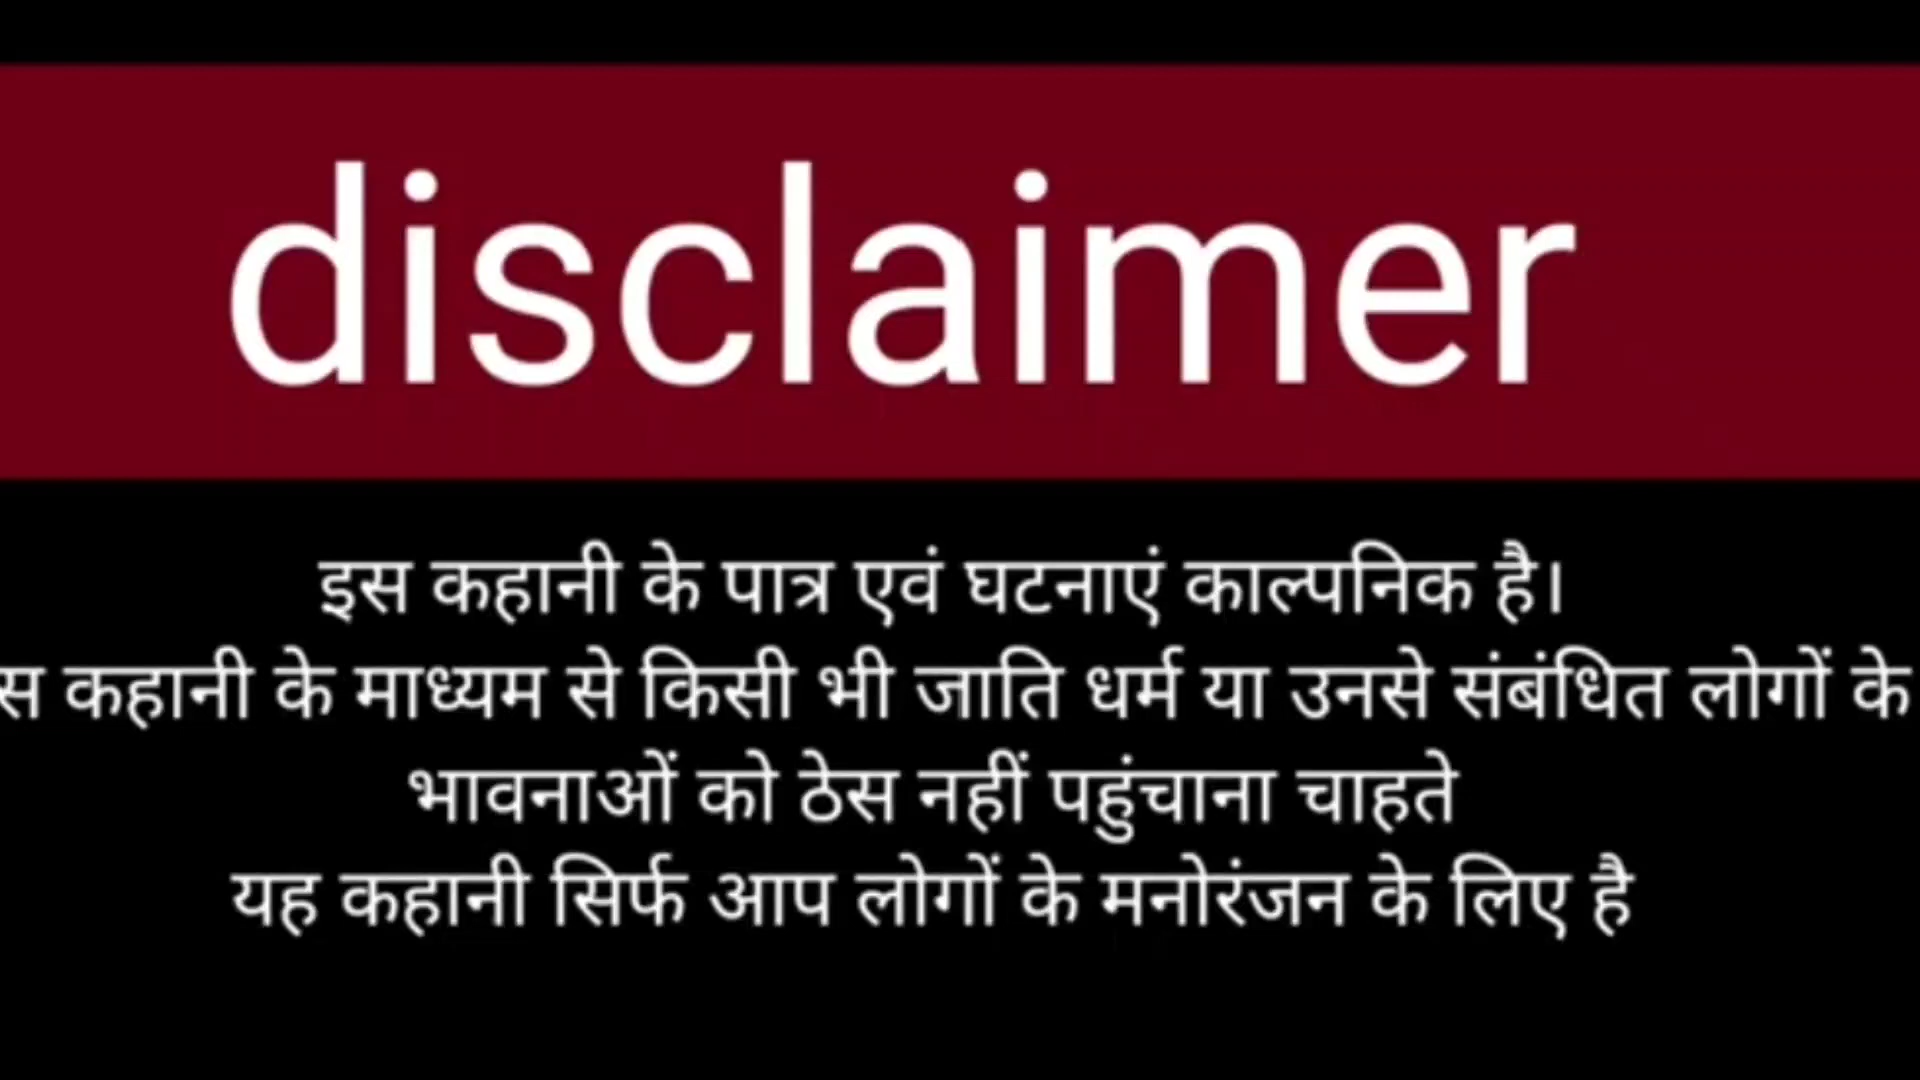 disclaimer
इस कहानी के पात्र एवं घटनाएं काल्पनिक है।
स कहानी के माध्यम से किसी भी जाति धर्म या उनसे संबंधित लोगों के
भावनाओं को ठेस नहीं पहुंचाना चाहते
यह कहानी सिर्फ आप लोगों के मनोरंजन के लिए है